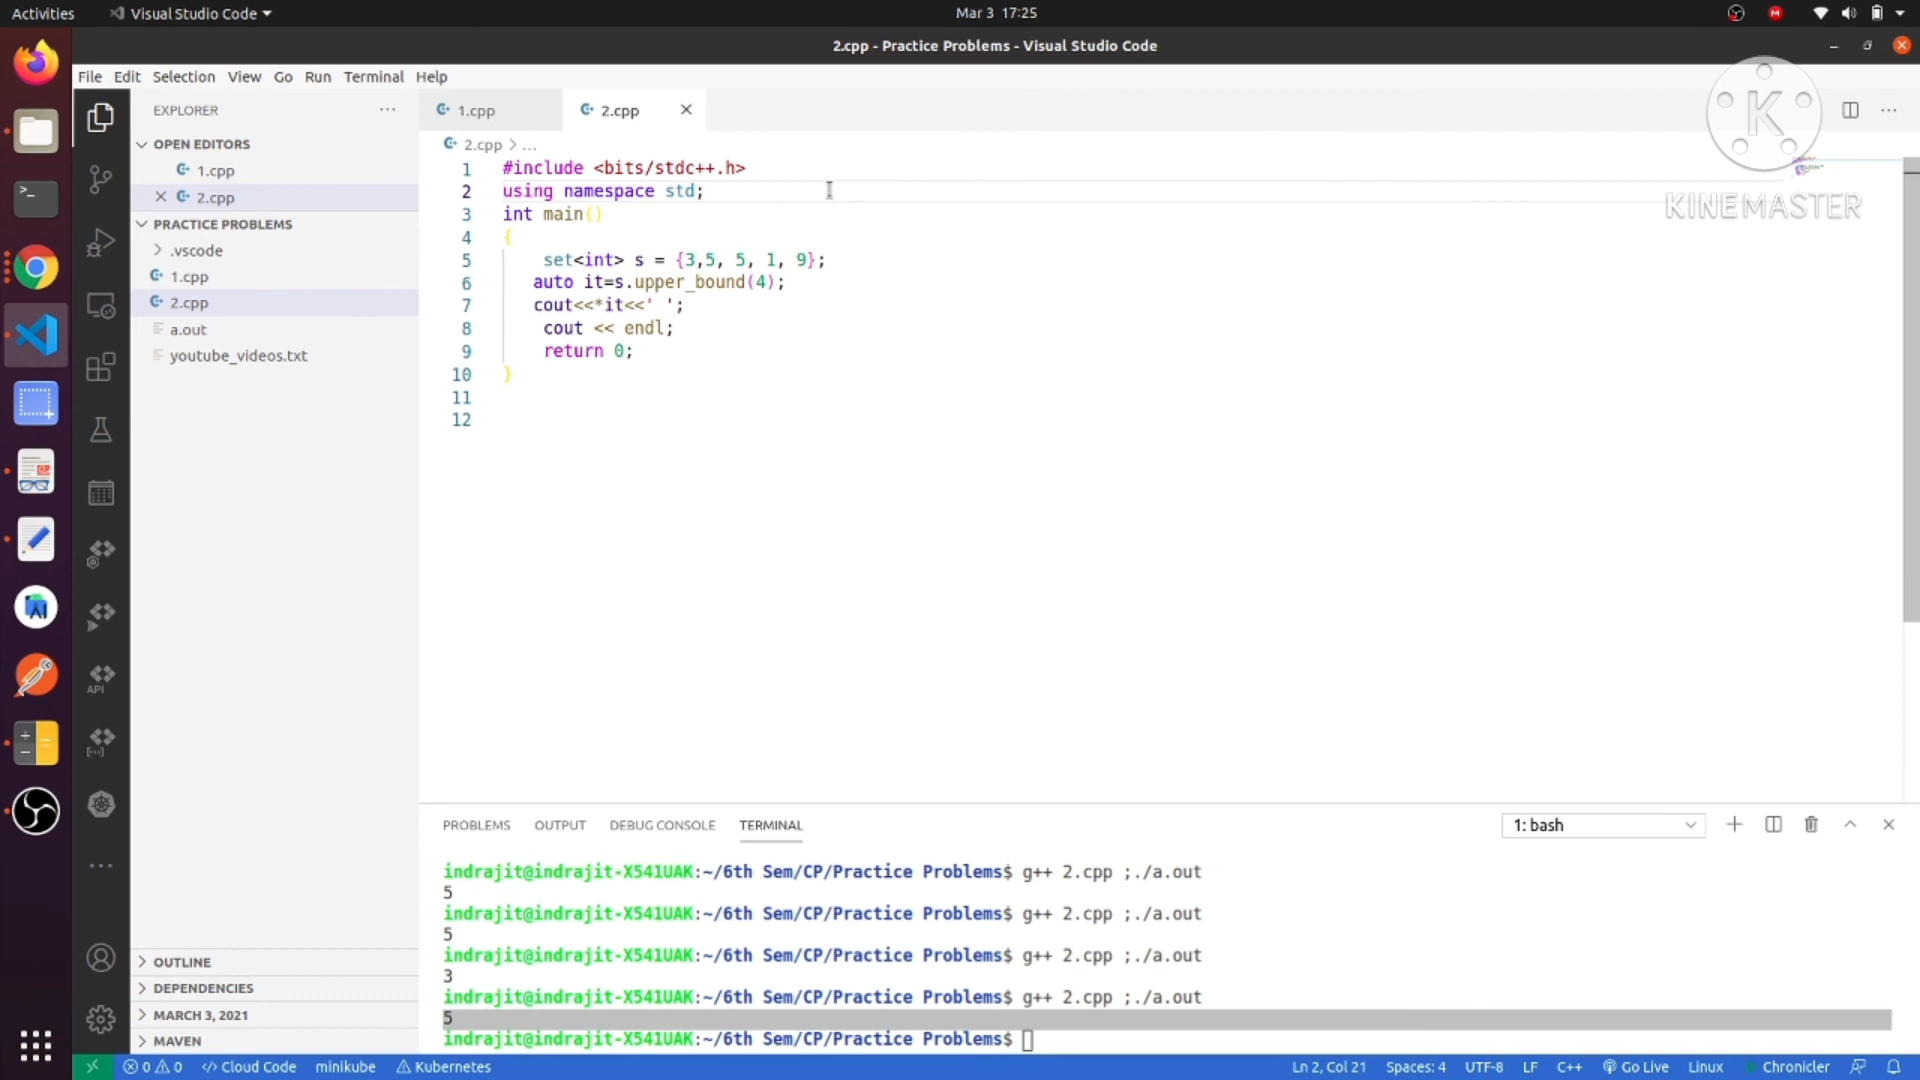 Activities
Visual Studio Code
Mar 3 17:25
2.cpp - Practice Problems - Visual Studio Code
File Edit Selection View Go Run Terminal Help
EXPLORER
OPEN EDITORS
1.cpp
2.cpp
PRACTICE PROBLEMS
.vscode
1.cpp
2.cpp
a.out
youtube_videos.txt
OUTLINE
DEPENDENCIES
MARCH 3, 2021
MAVEN
1.cpp
2.cpp
2.cpp > ...
1 #include <bits/stdc++.h>
2 using namespace std;
3 int main()
4 {
5 set<int> s = {3,5, 5, 1, 9};
6 auto it=s.upper_bound(4);
7 cout<<*it<<' ';
8 cout << endl;
9 return 0;
10 }
11
12
K
KINEMASTER
PROBLEMS OUTPUT DEBUG CONSOLE TERMINAL
1: bash
indrajit@indrajit-X541UAK:~/6th Sem/CP/Practice Problems$ g++ 2.cpp ;./a.out
5
indrajit@indrajit-X541UAK:~/6th Sem/CP/Practice Problems$ g++ 2.cpp ;./a.out
5
indrajit@indrajit-X541UAK:~/6th Sem/CP/Practice Problems$ g++ 2.cpp ;./a.out
3
indrajit@indrajit-X541UAK:~/6th Sem/CP/Practice Problems$ g++ 2.cpp ;./a.out
5
indrajit@indrajit-X541UAK:~/6th Sem/CP/Practice Problems$
API
0 0 Cloud Code minikube Kubernetes
Ln 2, Col 21 Spaces: 4 UTF-8 LF C++ Go Live Linux Chronicler